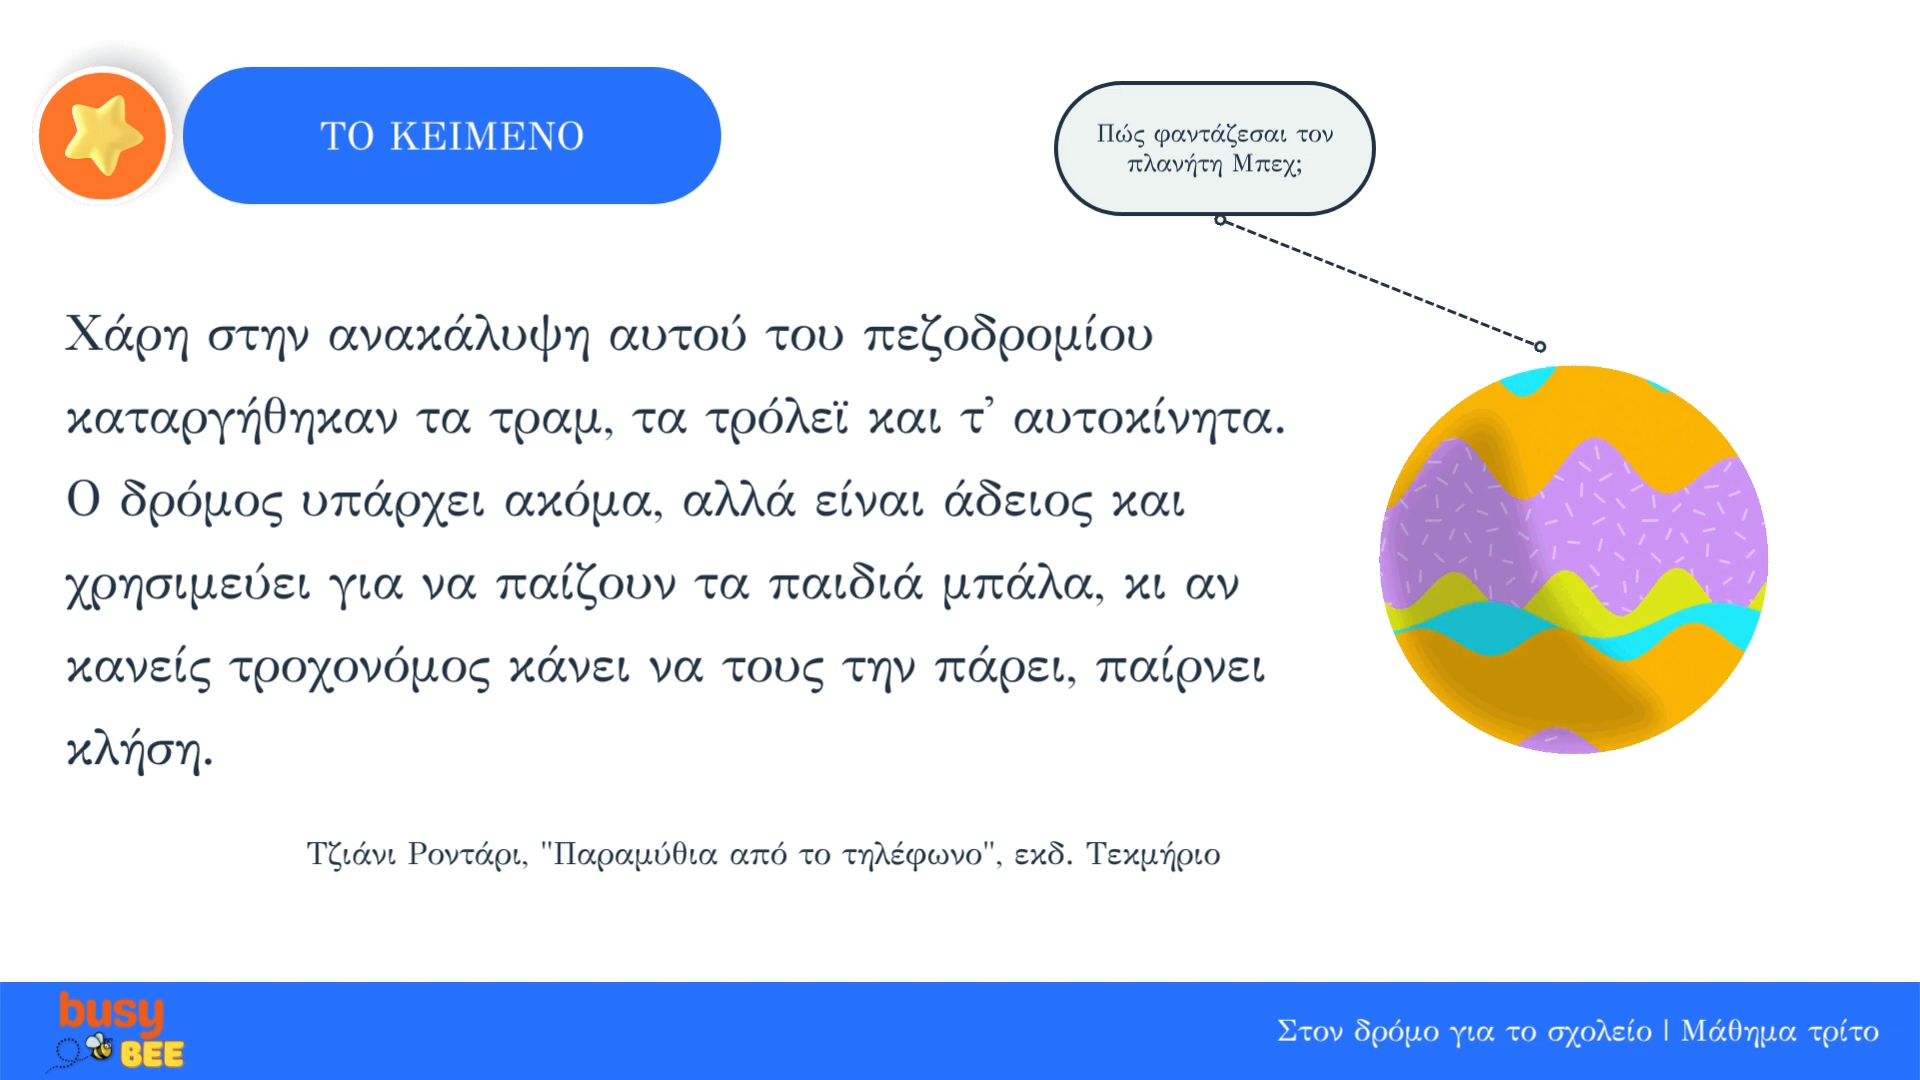 ΤΟ ΚΕΙΜΕΝΟ
Πώς φαντάζεσαι τον
πλανήτη Μπεχ;
Χάρη στην ανακάλυψη αυτού του πεζοδρομίου
καταργήθηκαν τα τραμ, τα τρόλεϊ και τ’ αυτοκίνητα.
Ο δρόμος υπάρχει ακόμα, αλλά είναι άδειος και
χρησιμεύει για να παίζουν τα παιδιά μπάλα, κι αν
κανείς τροχονόμος κάνει να τους την πάρει, παίρνει
κλήση.
Τζιάνι Ροντάρι, "Παραμύθια από το τηλέφωνο", εκδ. Τεκμήριο
busy
BEE
Στον δρόμο για το σχολείο | Μάθημα τρίτο